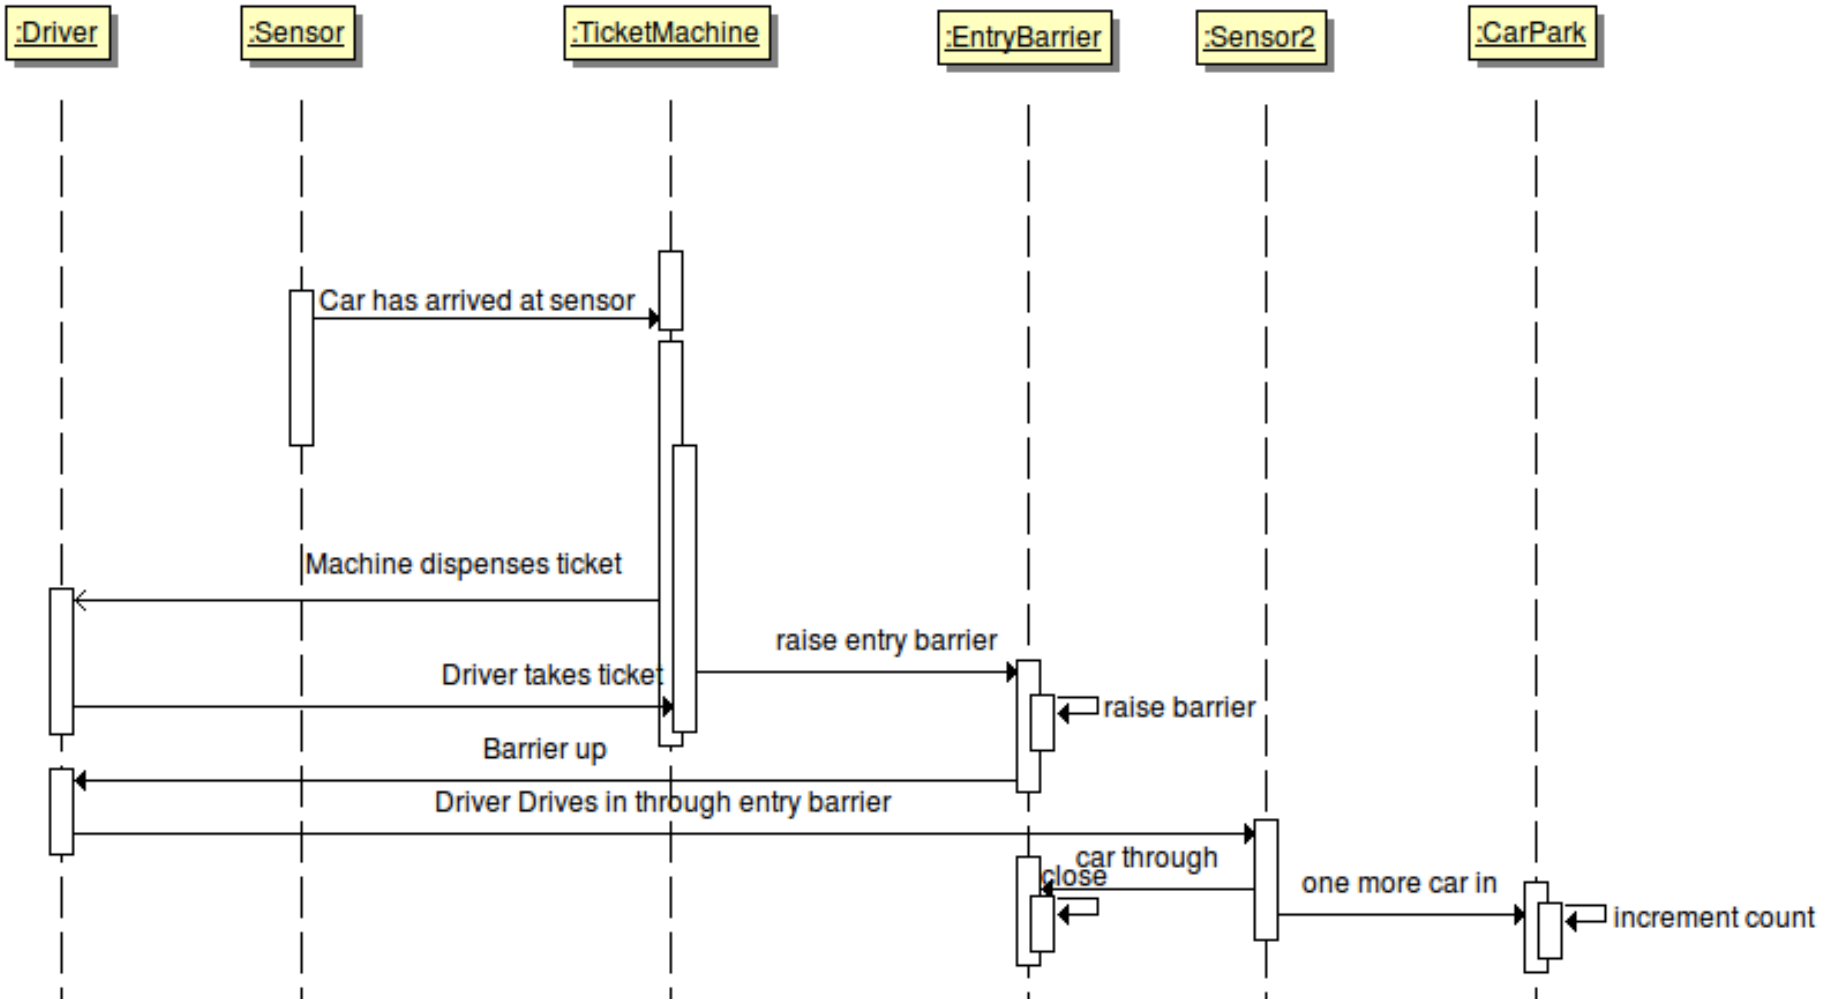 :Driver
:Sensor
:TicketMachine
:EntryBarrier
:Sensor2
:CarPark
Car has arrived at sensor
Machine dispenses ticket
raise entry barrier
Driver takes ticket
raise barrier
Barrier up
Driver Drives in through entry barrier
car through
close
one more car in
increment count